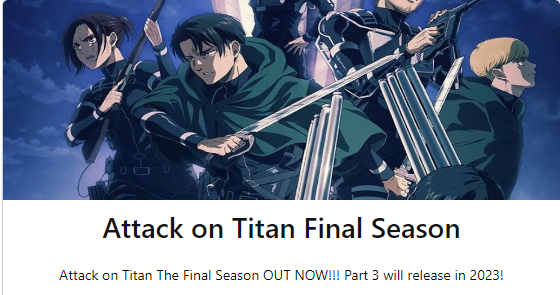 Attack on Titan Final Season
Attack on Titan The Final Season OUT NOW!!! Part 3 will release in 2023!